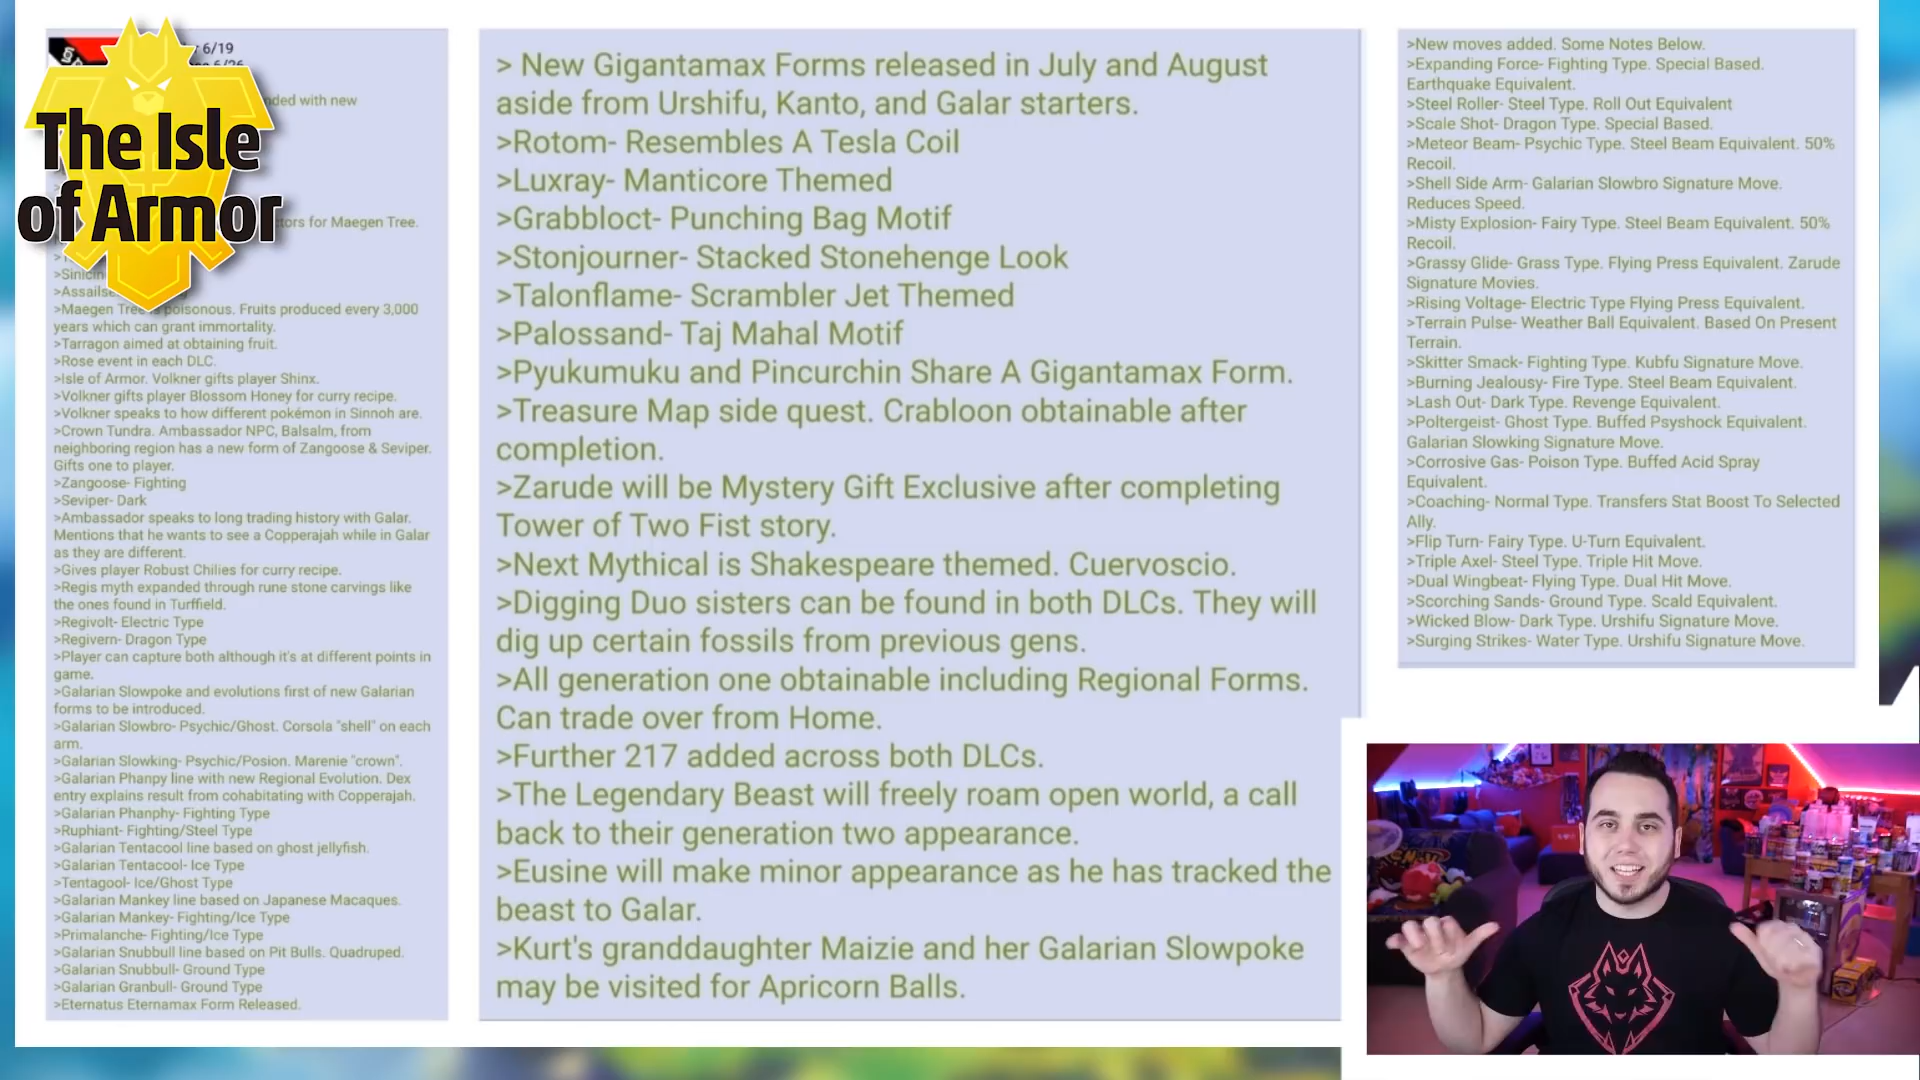 The Isle
of Armor
6/19
nded with new
tors for Maegen Tree.
>Maegen Tree is poisonous. Fruits produced every 3,000
years which can grant immortality.
>Tarragon aimed at obtaining fruit.
>Rose event in each DLC.
>Isle of Armor. Volkner gifts player Shinx.
>Volkner gifts player Blossom Honey for curry recipe.
>Volkner speaks to how different pokémon in Sinnoh are.
>Crown Tundra. Ambassador NPC, Balsalm, from
neighboring region has a new form of Zangoose & Seviper.
Gifts one to player.
>Zangoose- Fighting
>Seviper- Dark
>Ambassador speaks to long trading history with Galar.
Mentions that he wants to see a Copperajah while in Galar
as they are different.
>Gives player Robust Chilies for curry recipe.
>Regis myth expanded through rune stone carvings like
the ones found in Turffield.
>Regivolt- Electric Type
>Regivern- Dragon Type
>Player can capture both although it's at different points in
game.
>Galarian Slowpoke and evolutions first of new Galarian
forms to be introduced.
>Galarian Slowbro- Psychic/Ghost. Corsola "shell" on each
arm.
>Galarian Slowking- Psychic/Posion. Marenie "crown".
>Galarian Phanpy line with new Regional Evolution. Dex
entry explains result from cohabitating with Copperajah.
>Galarian Phanphy- Fighting Type
>Ruphiant- Fighting/Steel Type
>Galarian Tentacool line based on ghost jellyfish.
>Galarian Tentacool- Ice Type
>Tentagool- Ice/Ghost Type
>Galarian Mankey line based on Japanese Macaques.
>Galarian Mankey- Fighting/Ice Type
>Primalanche- Fighting/Ice Type
>Galarian Snubbull line based on Pit Bulls. Quadruped.
>Galarian Snubbull- Ground Type
>Galarian Granbull- Ground Type
>Eternatus Eternamax Form Released.
> New Gigantamax Forms released in July and August
aside from Urshifu, Kanto, and Galar starters.
>Rotom- Resembles A Tesla Coil
>Luxray- Manticore Themed
>Grabbloct- Punching Bag Motif
>Stonjourner- Stacked Stonehenge Look
>Talonflame- Scrambler Jet Themed
>Palossand- Taj Mahal Motif
>Pyukumuku and Pincurchin Share A Gigantamax Form.
>Treasure Map side quest. Crabloon obtainable after
completion.
>Zarude will be Mystery Gift Exclusive after completing
Tower of Two Fist story.
>Next Mythical is Shakespeare themed. Cuervoscio.
>Digging Duo sisters can be found in both DLCs. They will
dig up certain fossils from previous gens.
>All generation one obtainable including Regional Forms.
Can trade over from Home.
>Further 217 added across both DLCs.
>The Legendary Beast will freely roam open world, a call
back to their generation two appearance.
>Eusine will make minor appearance as he has tracked the
beast to Galar.
>Kurt's granddaughter Maizie and her Galarian Slowpoke
may be visited for Apricorn Balls.
>New moves added. Some Notes Below.
>Expanding Force- Fighting Type. Special Based.
Earthquake Equivalent.
>Steel Roller- Steel Type. Roll Out Equivalent
>Scale Shot- Dragon Type. Special Based.
>Meteor Beam- Psychic Type. Steel Beam Equivalent. 50%
Recoil.
>Shell Side Arm- Galarian Slowbro Signature Move.
Reduces Speed.
>Misty Explosion- Fairy Type. Steel Beam Equivalent. 50%
Recoil.
>Grassy Glide- Grass Type. Flying Press Equivalent. Zarude
Signature Movies.
>Rising Voltage- Electric Type Flying Press Equivalent.
>Terrain Pulse- Weather Ball Equivalent. Based On Present
Terrain.
>Skitter Smack- Fighting Type. Kubfu Signature Move.
>Burning Jealousy- Fire Type. Steel Beam Equivalent.
>Lash Out- Dark Type. Revenge Equivalent.
>Poltergeist- Ghost Type. Buffed Psyshock Equivalent.
Galarian Slowking Signature Move.
>Corrosive Gas- Poison Type. Buffed Acid Spray
Equivalent.
>Coaching- Normal Type. Transfers Stat Boost To Selected
Ally.
>Flip Turn- Fairy Type. U-Turn Equivalent.
>Triple Axel- Steel Type. Triple Hit Move.
>Dual Wingbeat- Flying Type. Dual Hit Move.
>Scorching Sands- Ground Type. Scald Equivalent.
>Wicked Blow- Dark Type. Urshifu Signature Move.
>Surging Strikes- Water Type. Urshifu Signature Move.